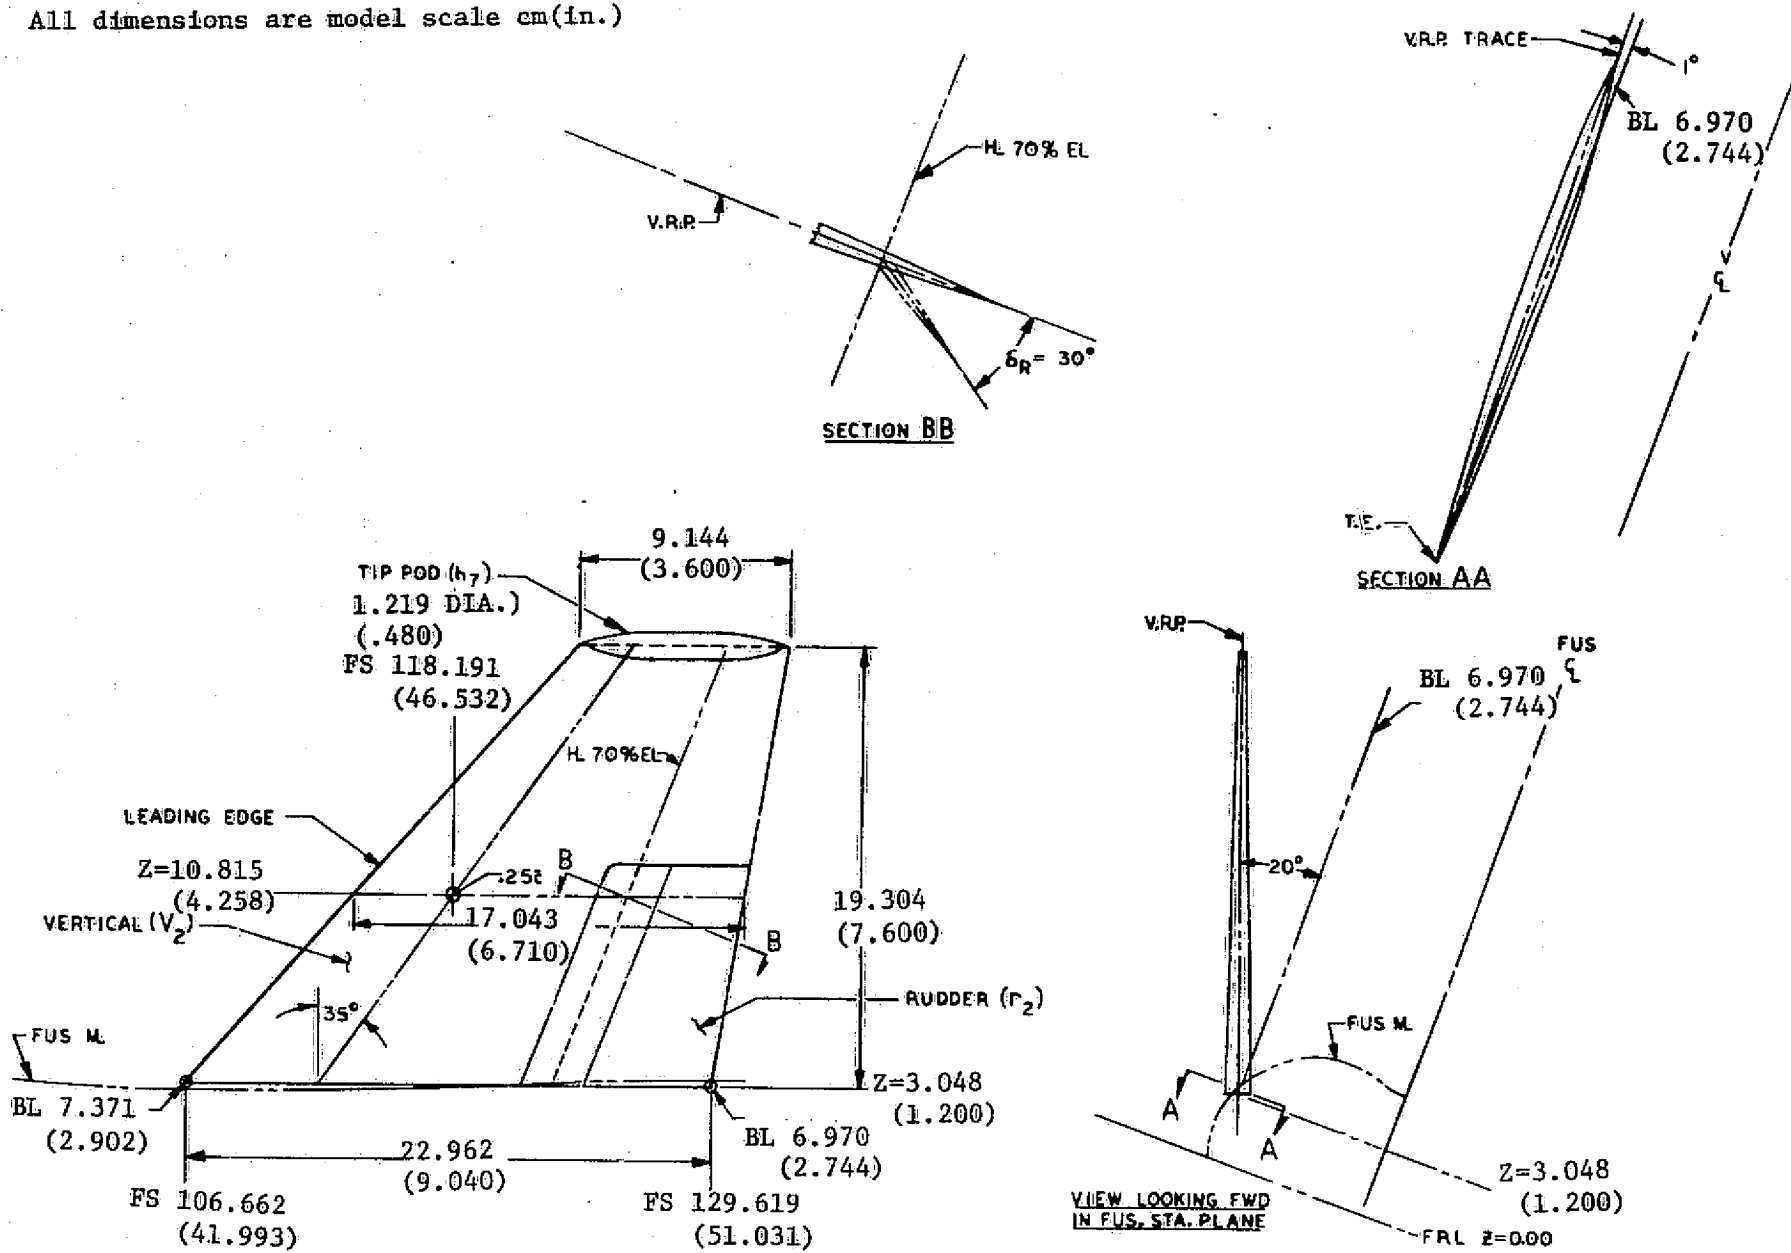 All dimensions are model scale cm(in.)
V.R.P. TRACE
1°
BL 6.970
(2.744)
H.L 70% EL
V.R.P.
℄
δR = 30°
SECTION BB
T.E.
SECTION AA
9.144
(3.600)
TIP POD (h7)
1.219 DIA.)
(.480)
FS 118.191
(46.532)
H.L 70% EL
LEADING EDGE
Z=10.815
(4.258)
.25c̄
B
17.043
(6.710)
B
VERTICAL (V2)
19.304
(7.600)
35°
RUDDER (r2)
FUS ML
BL 7.371
(2.902)
Z=3.048
(1.200)
BL 6.970
(2.744)
22.962
(9.040)
FS 106.662
(41.993)
FS 129.619
(51.031)
V.R.P.
FUS
℄
BL 6.970
(2.744)
20°
FUS ML
A
A
Z=3.048
(1.200)
VIEW LOOKING FWD
IN FUS. STA. PLANE
FRL Z=0.00